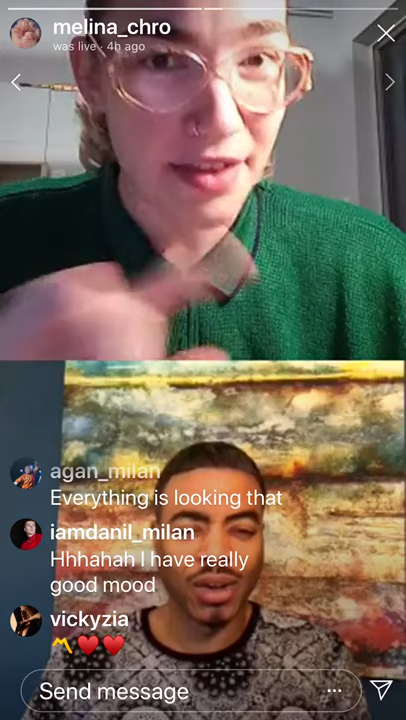 melina_chro
was live · 4h ago
agan_milan
Everything is looking that
iamdanil_milan
Hhhahah I have really
good mood
vickyzia
〽️❤️❤️
Send message